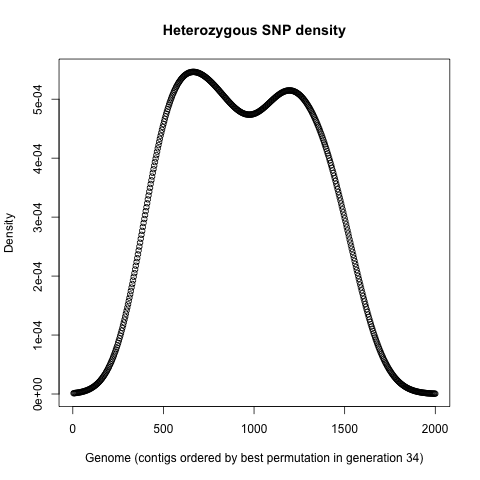 Heterozygous SNP density
Density
5e-04
4e-04
3e-04
2e-04
1e-04
0e+00
0 500 1000 1500 2000
Genome (contigs ordered by best permutation in generation 34)